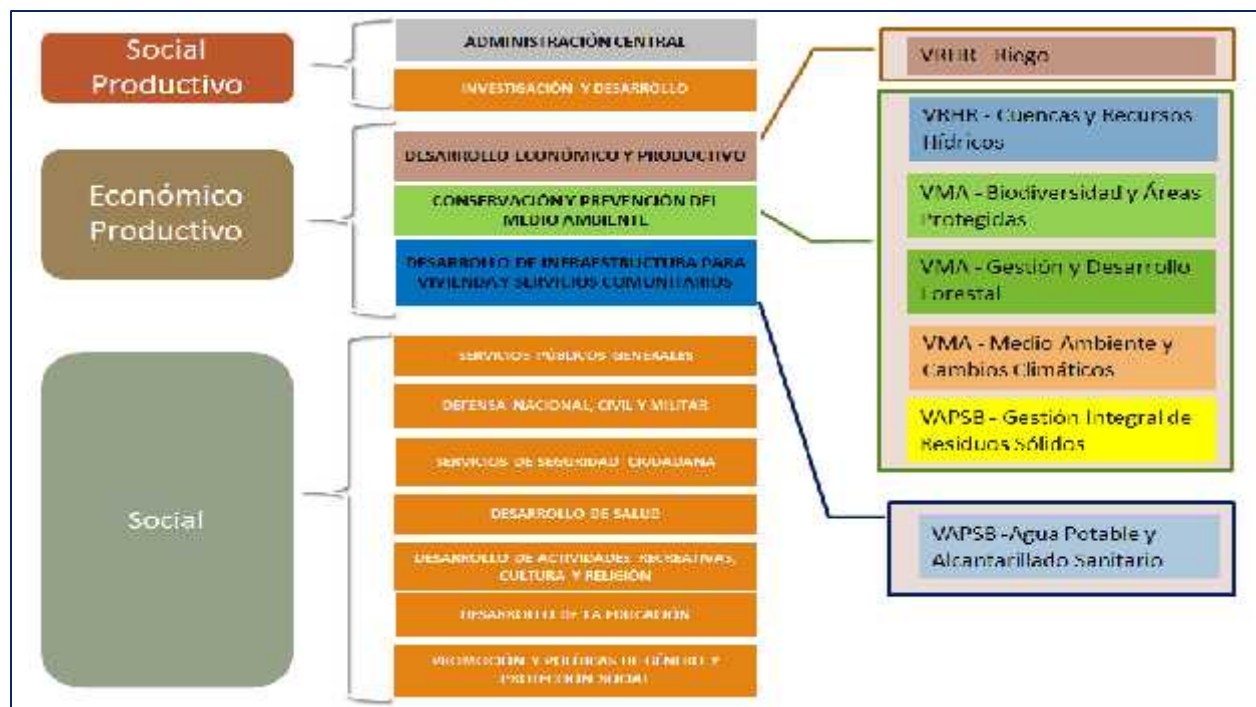 Social
Productivo
ADMINISTRACIÓN CENTRAL
INVESTIGACIÓN Y DESARROLLO
Económico
Productivo
DESARROLLO ECONÓMICO Y PRODUCTIVO
CONSERVACIÓN Y PREVENCIÓN DEL
MEDIO AMBIENTE
DESARROLLO DE INFRAESTRUCTURA PARA
VIVIENDA Y SERVICIOS COMUNITARIOS
Social
SERVICIOS PÚBLICOS GENERALES
DEFENSA NACIONAL, CIVIL Y MILITAR
SERVICIOS DE SEGURIDAD CIUDADANA
DESARROLLO DE SALUD
DESARROLLO DE ACTIVIDADES RECREATIVAS,
CULTURA Y RELIGIÓN
DESARROLLO DE LA EDUCACIÓN
PROMOCIÓN Y POLÍTICAS DE GÉNERO Y
PROTECCIÓN SOCIAL
VRHR - Riego
VRHR - Cuencas y Recursos
Hídricos
VMA - Biodiversidad y Áreas
Protegidas
VMA - Gestión y Desarrollo
Forestal
VMA - Medio Ambiente y
Cambios Climáticos
VAPSB - Gestión Integral de
Residuos Sólidos
VAPSB -Agua Potable y
Alcantarillado Sanitario